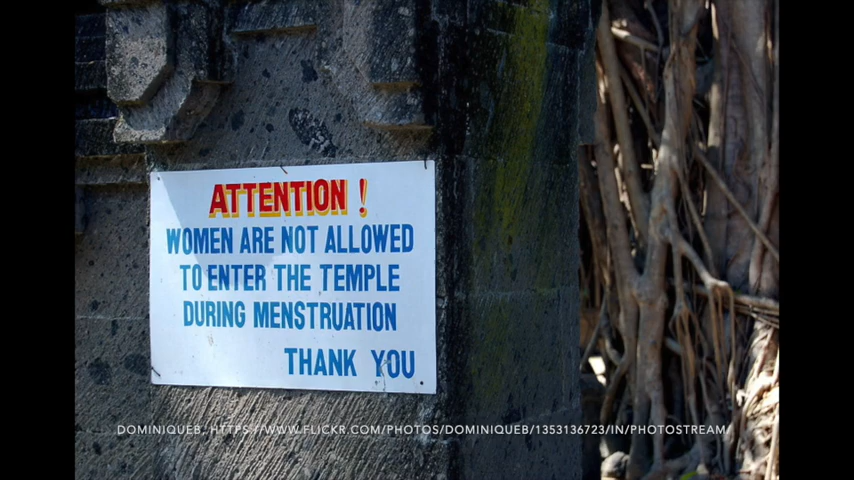 ATTENTION !
WOMEN ARE NOT ALLOWED
TO ENTER THE TEMPLE
DURING MENSTRUATION
THANK YOU
DOMINIQUEB, HTTPS://WWW.FLICKR.COM/PHOTOS/DOMINIQUEB/1353136723/IN/PHOTOSTREAM/